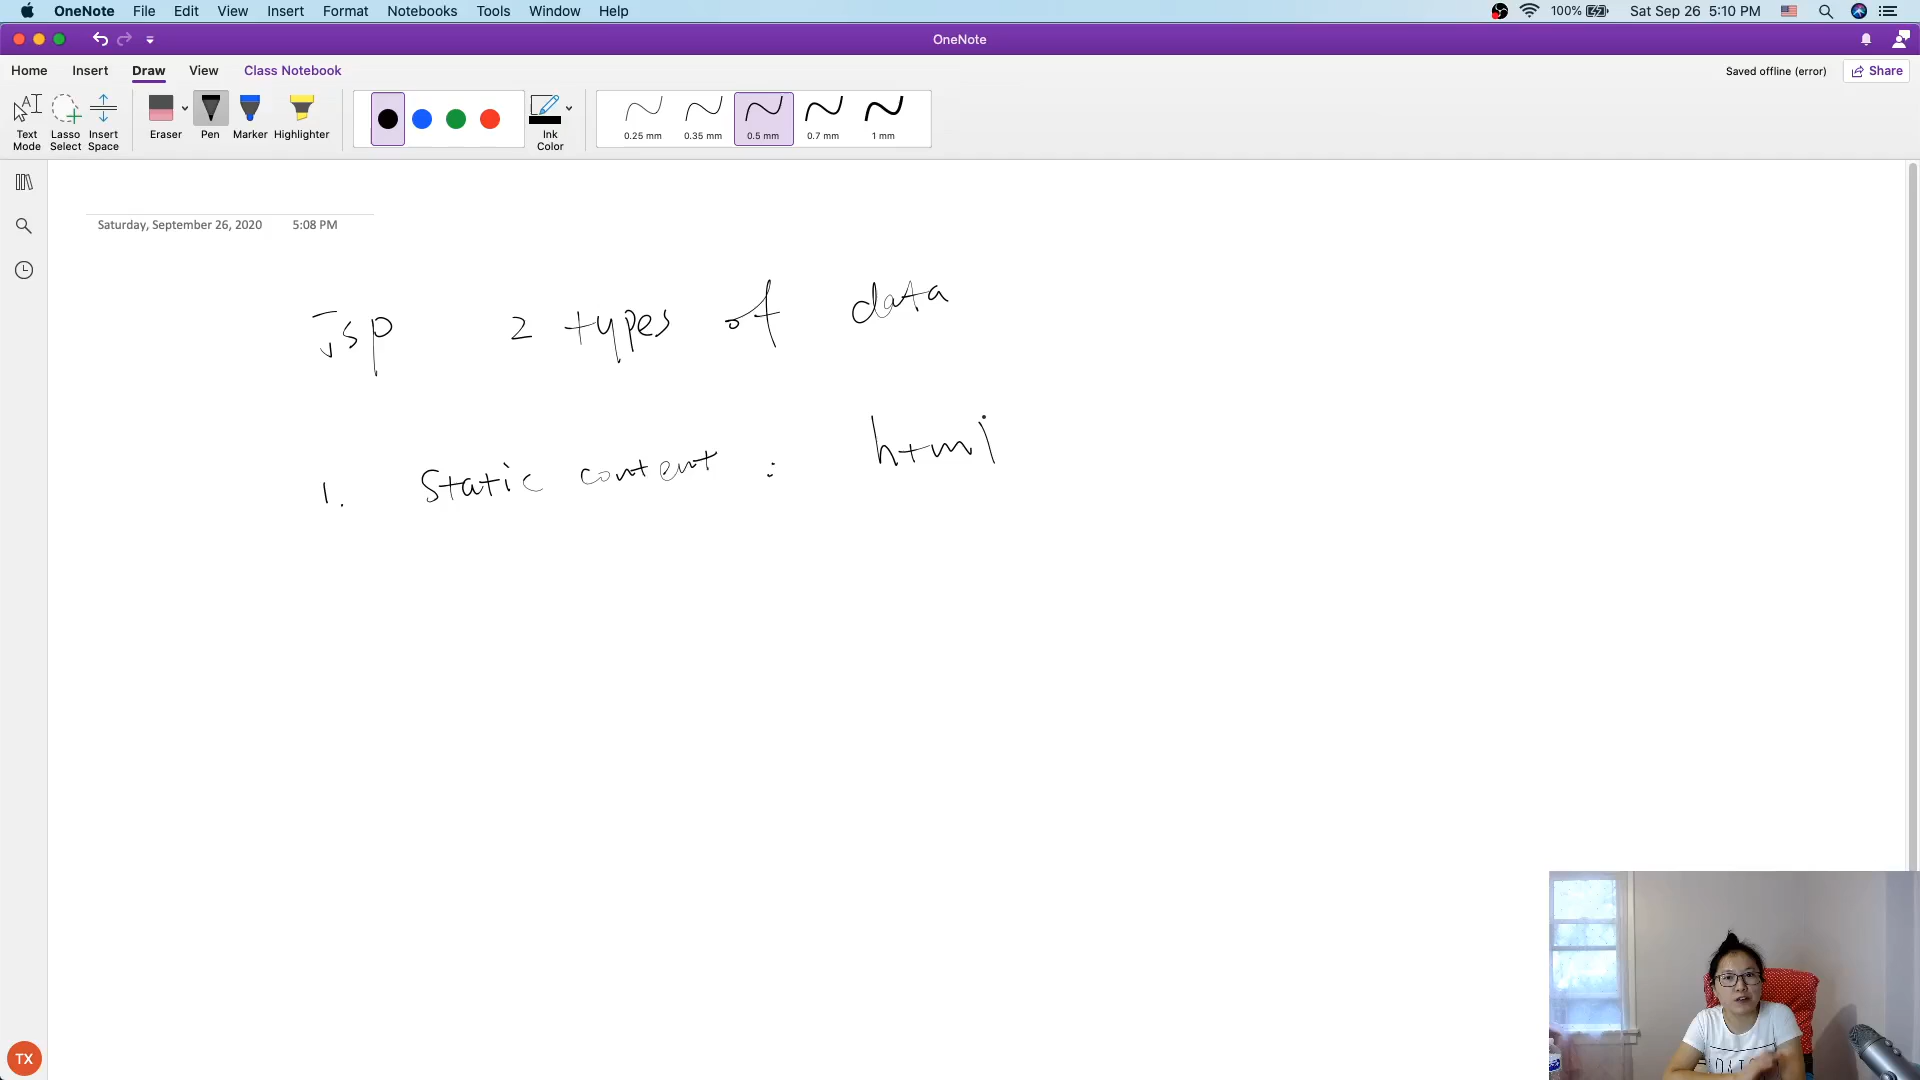 OneNote File Edit View Insert Format Notebooks Tools Window Help 100% Sat Sep 26 5:10 PM
OneNote
Home Insert Draw View Class Notebook Saved offline (error) Share
Text Mode Lasso Select Insert Space Eraser Pen Marker Highlighter Ink Color 0.25 mm 0.35 mm 0.5 mm 0.7 mm 1 mm
Saturday, September 26, 2020 5:08 PM
Jsp 2 types of data
1. Static content : html
TX